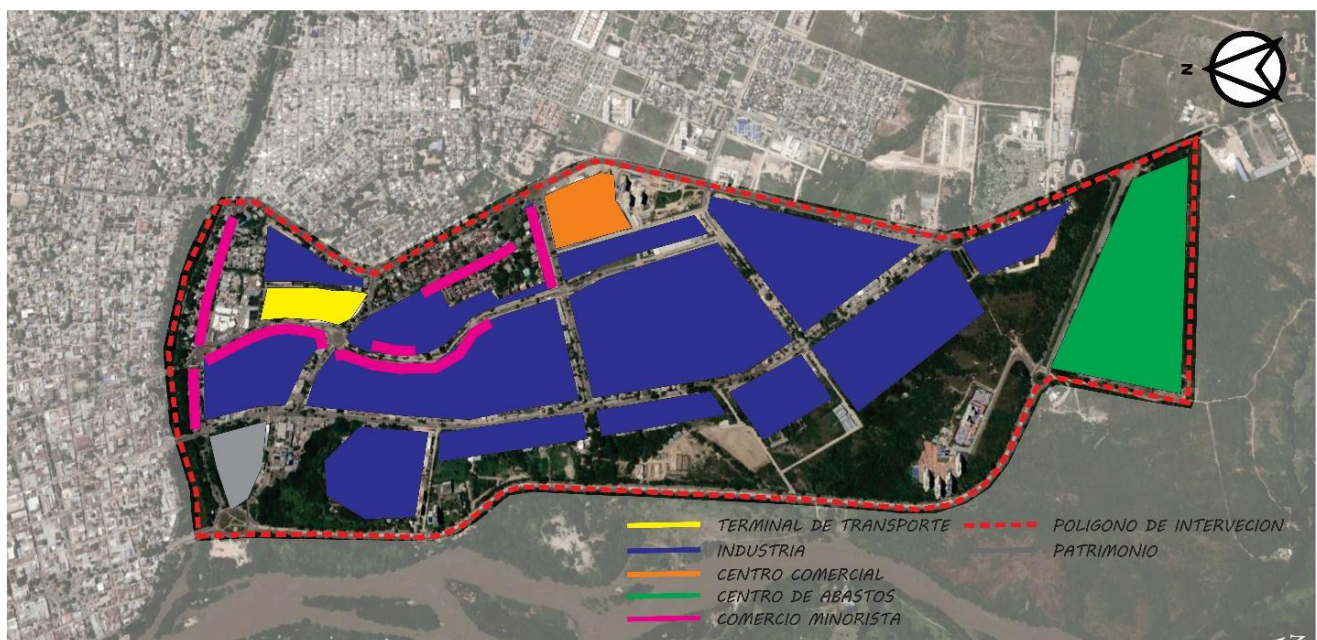 N
TERMINAL DE TRANSPORTE
POLIGONO DE INTERVECION
INDUSTRIA
PATRIMONIO
CENTRO COMERCIAL
CENTRO DE ABASTOS
COMERCIO MINORISTA